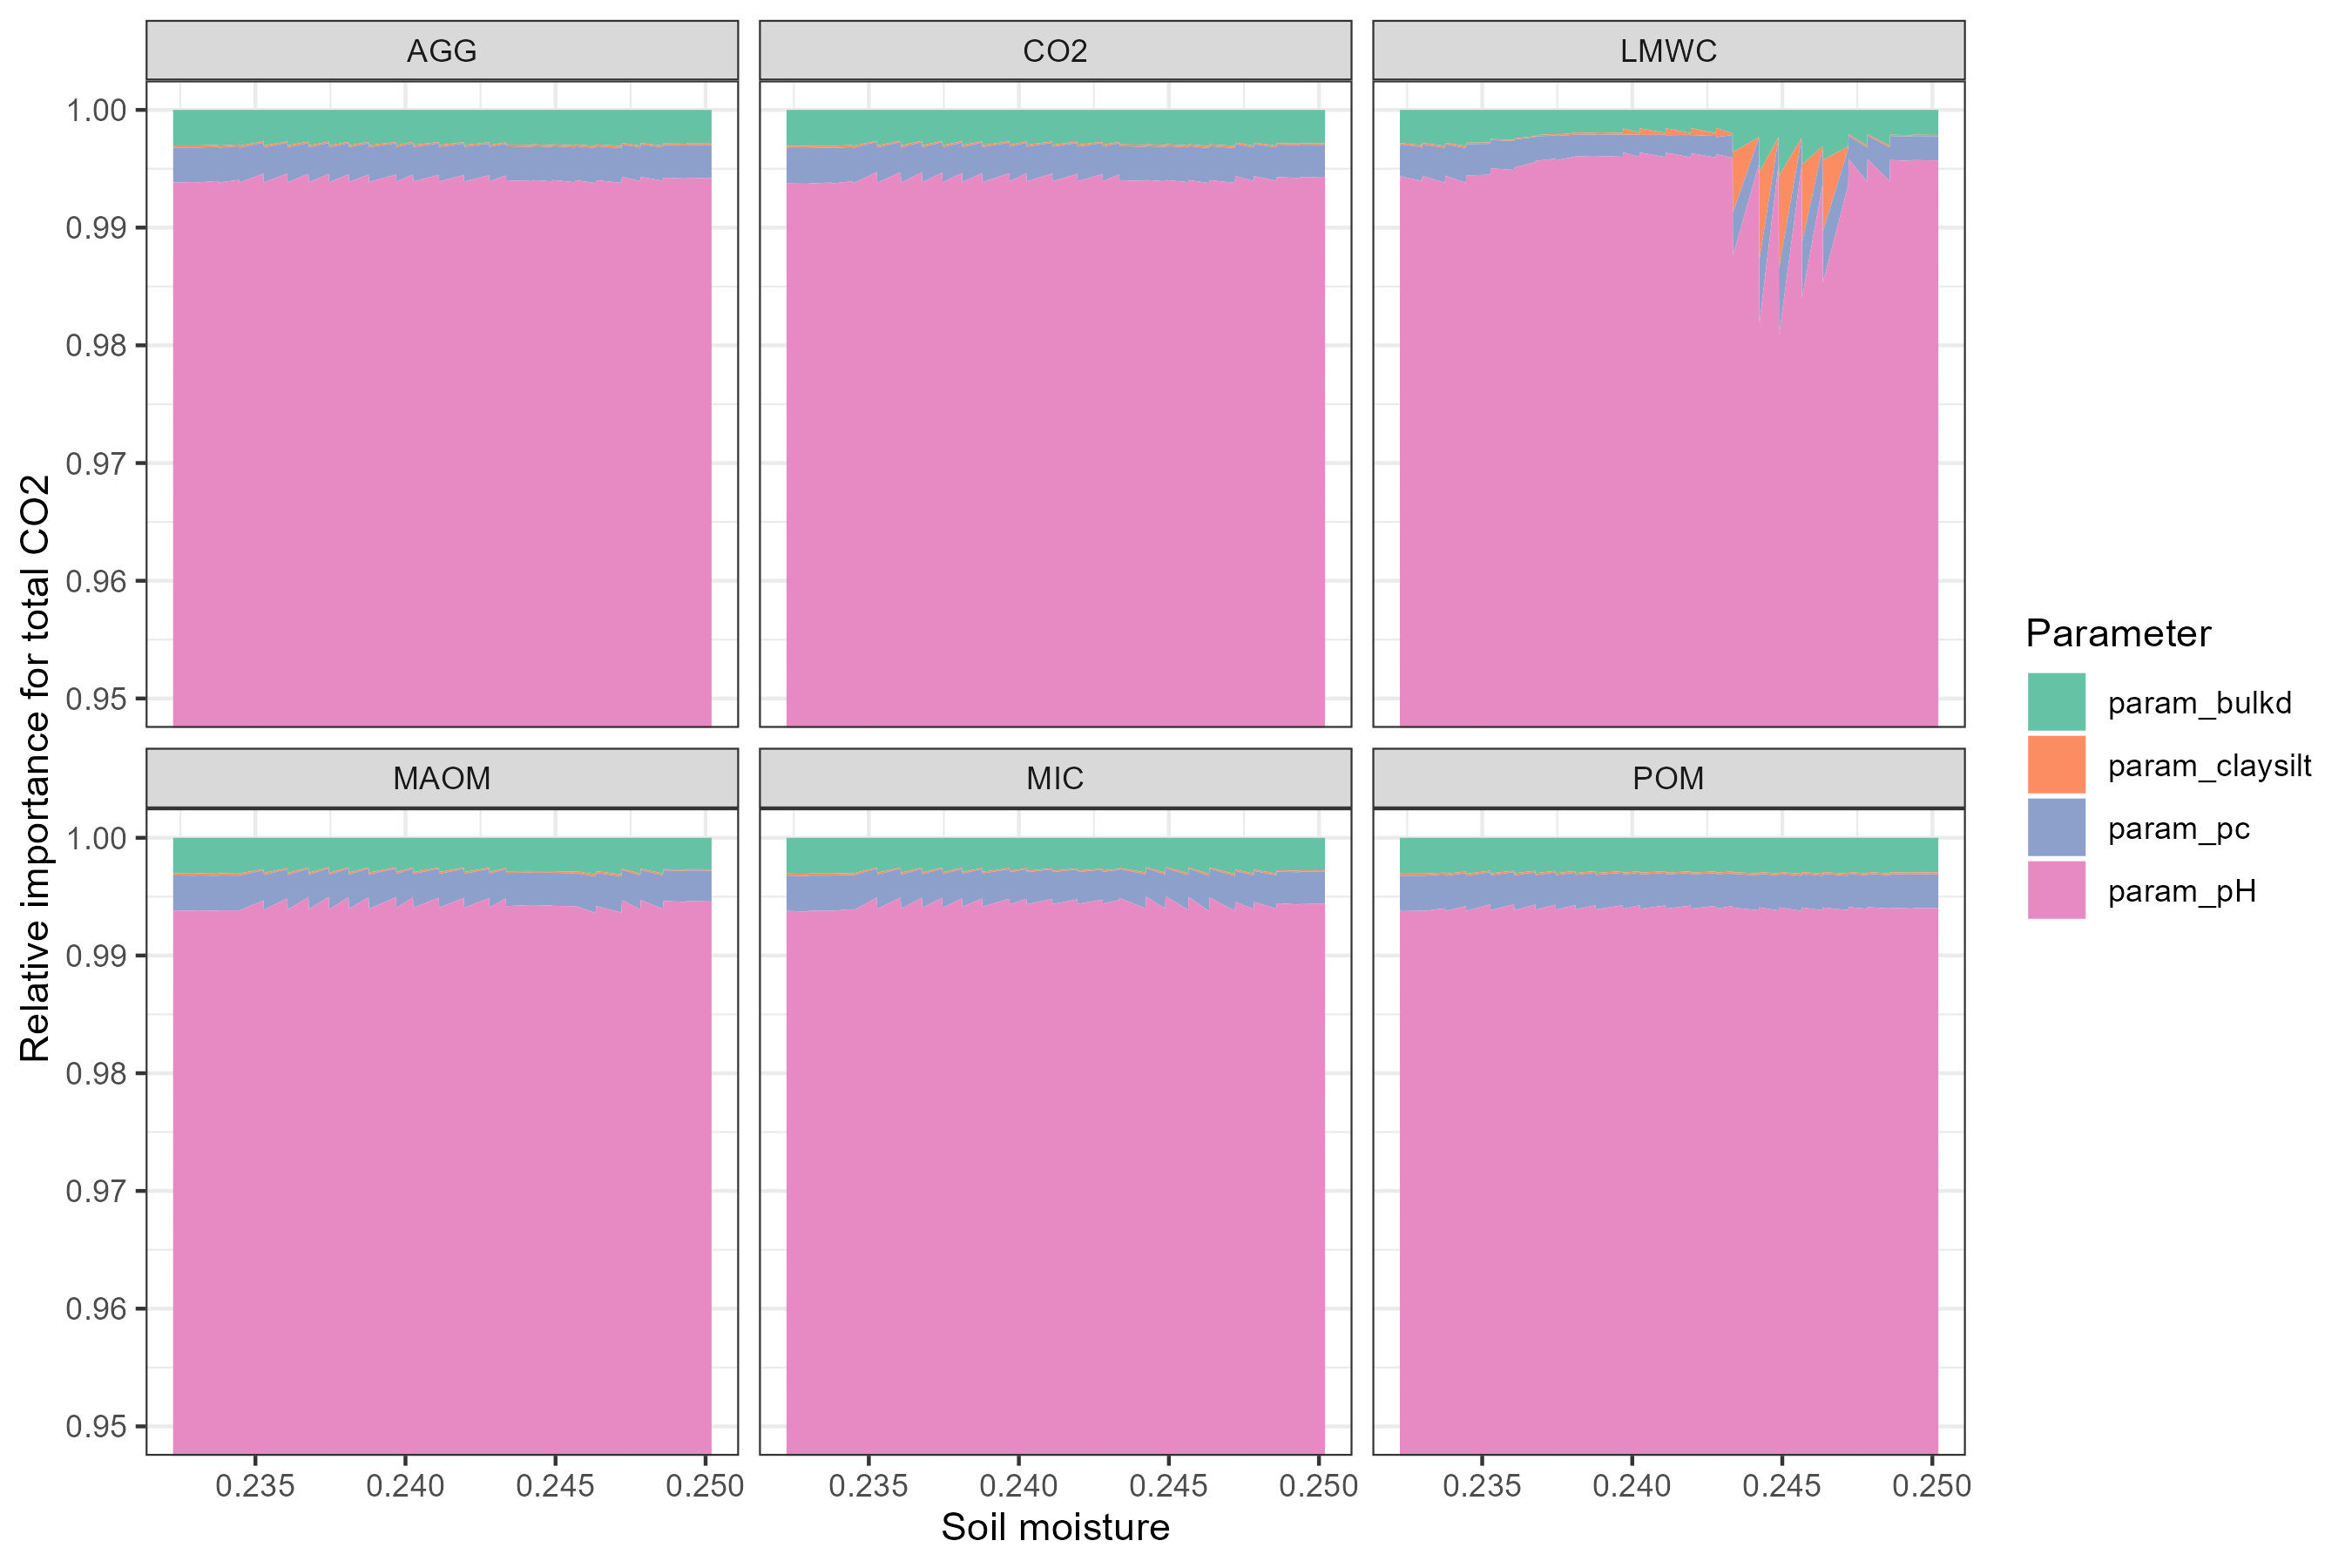 AGG
CO2
LMWC
1.00
0.99
0.98
0.97
0.96
0.95
MAOM
MIC
POM
1.00
0.99
0.98
0.97
0.96
0.95
0.235 0.240 0.245 0.250
0.235 0.240 0.245 0.250
0.235 0.240 0.245 0.250
Soil moisture
Relative importance for total CO2
Parameter
param_bulkd
param_claysilt
param_pc
param_pH